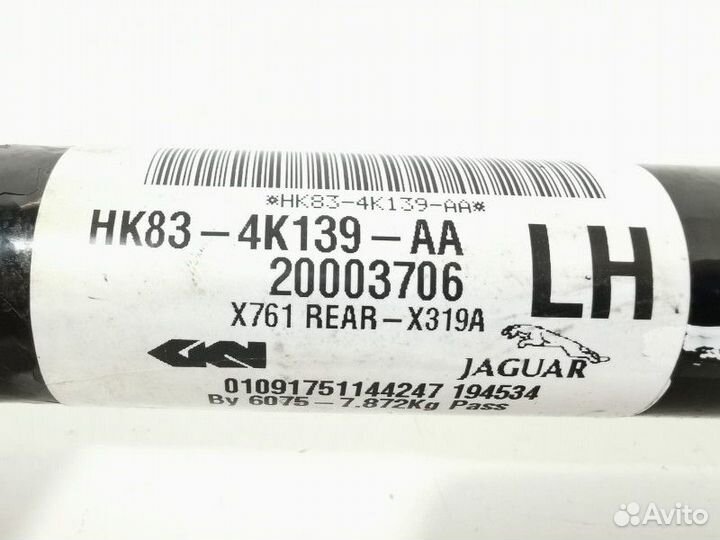 *HK83-4K139-AA*
HK83-4K139-AA
LH
20003706
X761 REAR-X319A
GKN
JAGUAR
01091751144247 194534
By 6075-7.872Kg Pass
Avito